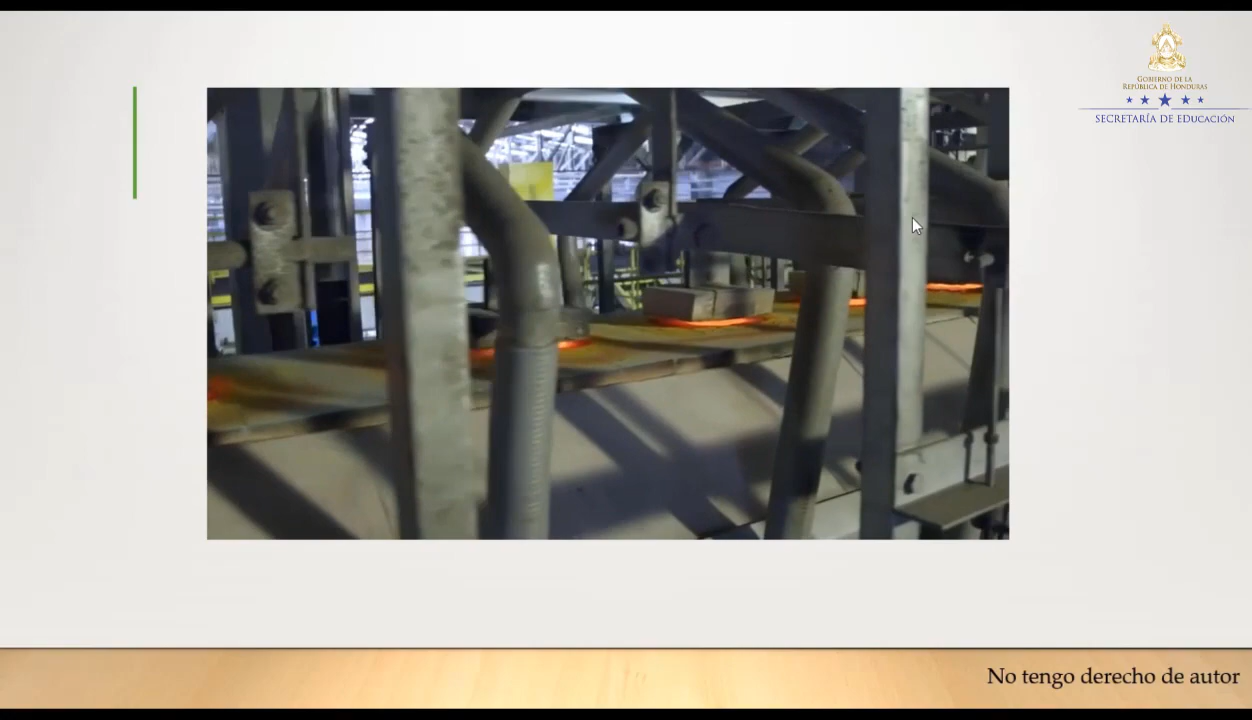 GOBIERNO DE LA
REPÚBLICA DE HONDURAS
SECRETARÍA DE EDUCACIÓN
No tengo derecho de autor